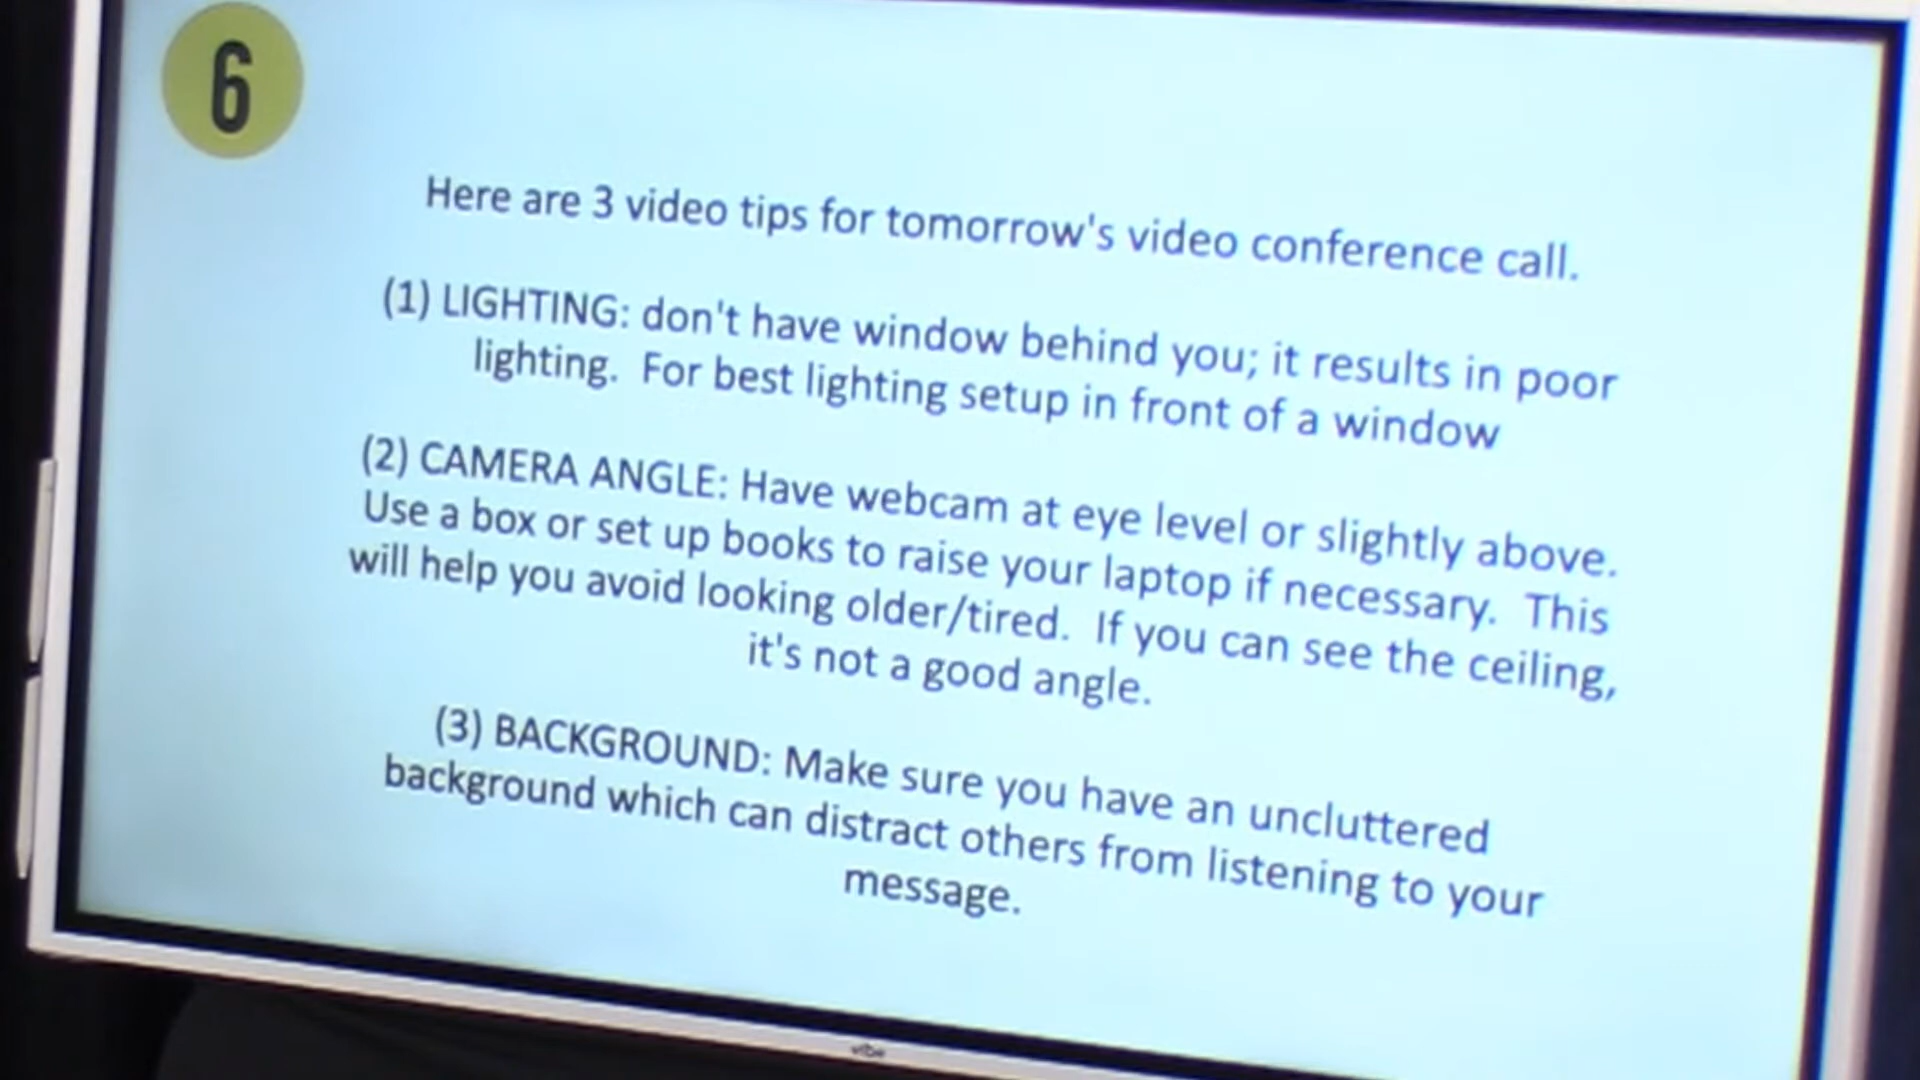 6
Here are 3 video tips for tomorrow's video conference call.
(1) LIGHTING: don't have window behind you; it results in poor
lighting.  For best lighting setup in front of a window
(2) CAMERA ANGLE: Have webcam at eye level or slightly above.
Use a box or set up books to raise your laptop if necessary.  This
will help you avoid looking older/tired.  If you can see the ceiling,
it's not a good angle.
(3) BACKGROUND: Make sure you have an uncluttered
background which can distract others from listening to your
message.
vibe